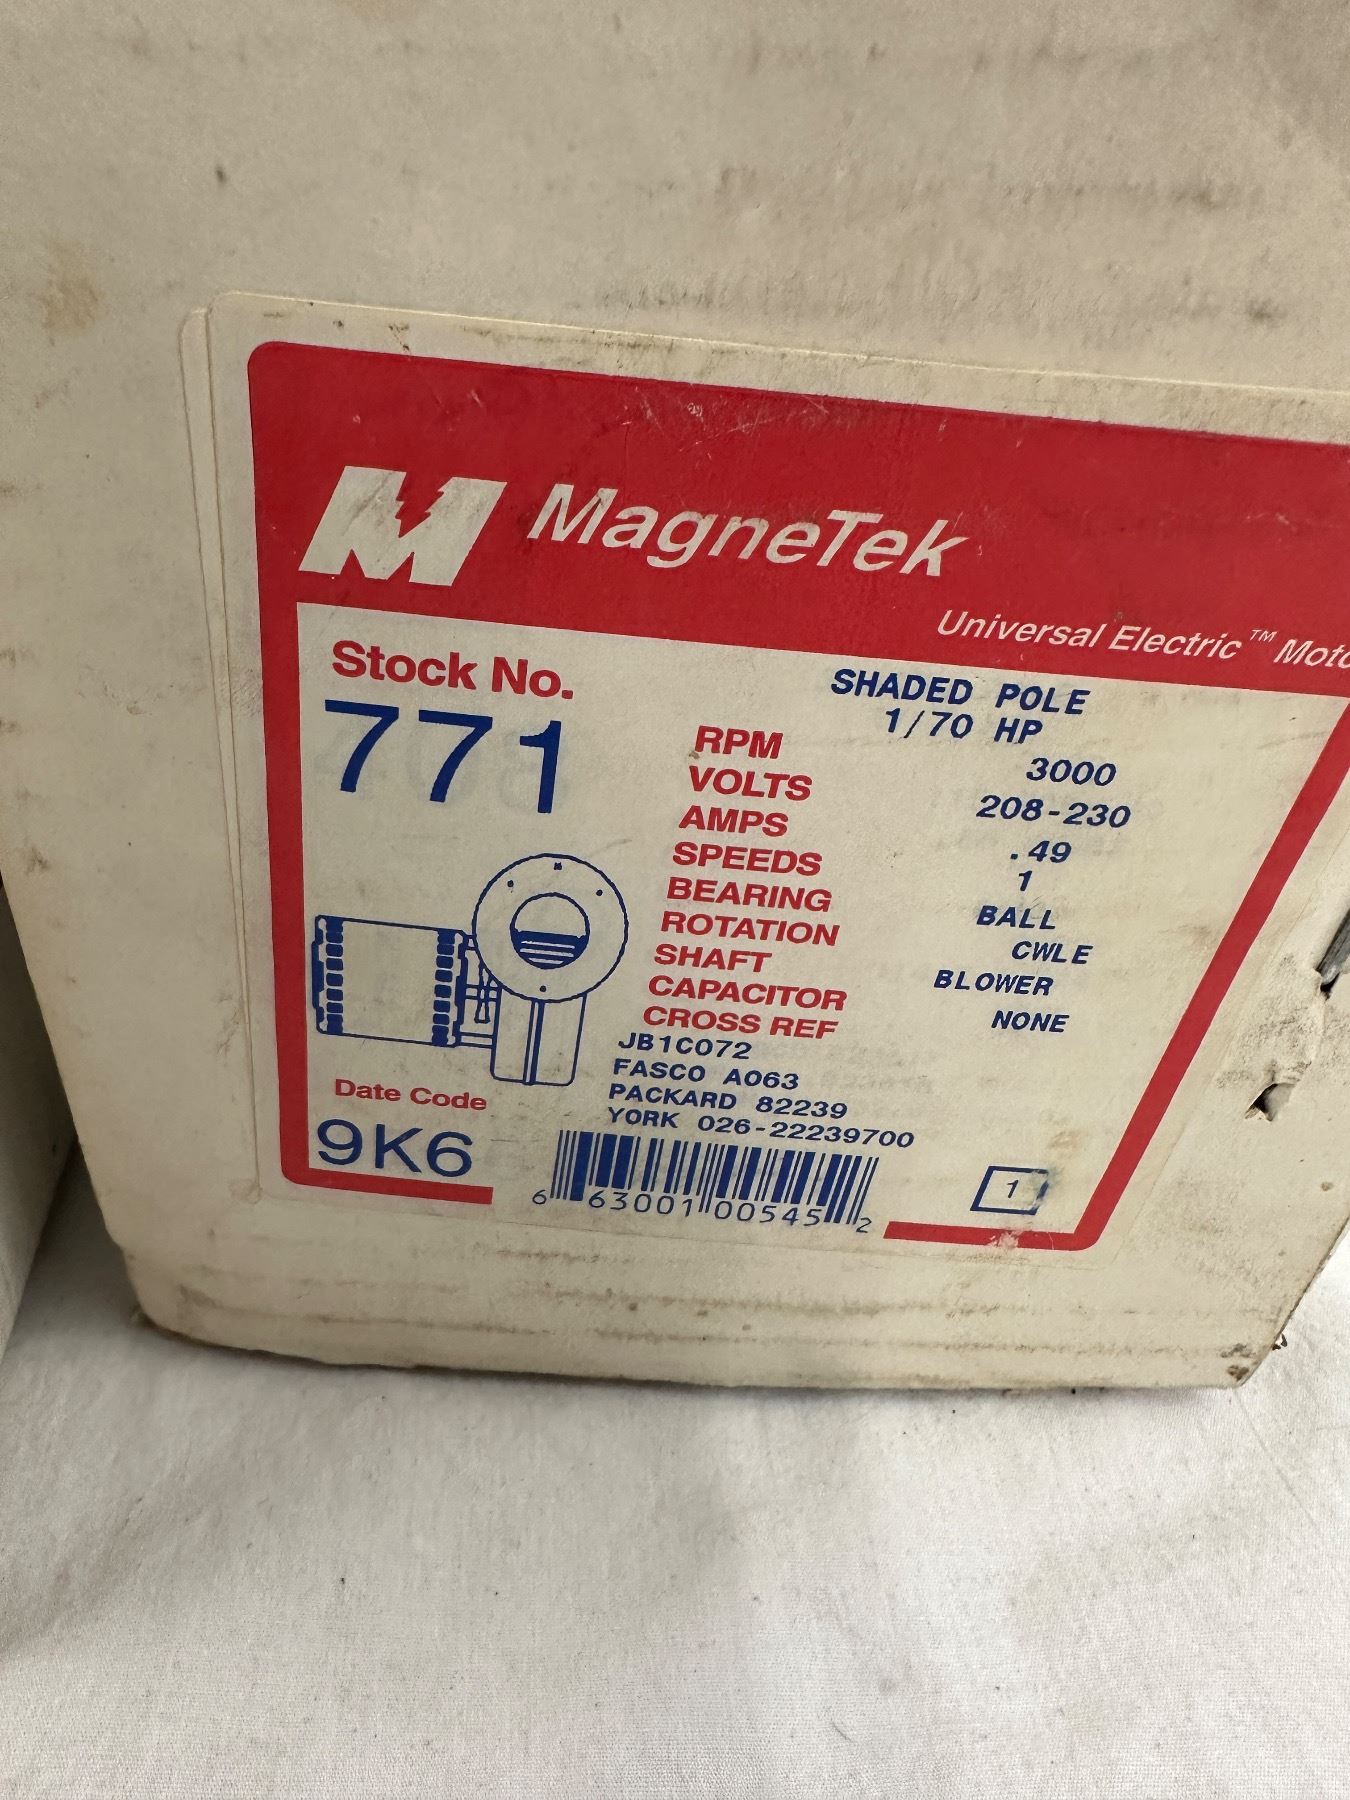 MagneTek
Universal Electric™ Moto
Stock No.
771
SHADED POLE
1/70 HP
RPM 3000
VOLTS 208-230
AMPS .49
SPEEDS 1
BEARING BALL
ROTATION CWLE
SHAFT BLOWER
CAPACITOR NONE
CROSS REF
JB1C072
FASCO A063
PACKARD 82239
YORK 026-22239700
Date Code
9K6
6 63001 00545 2
1